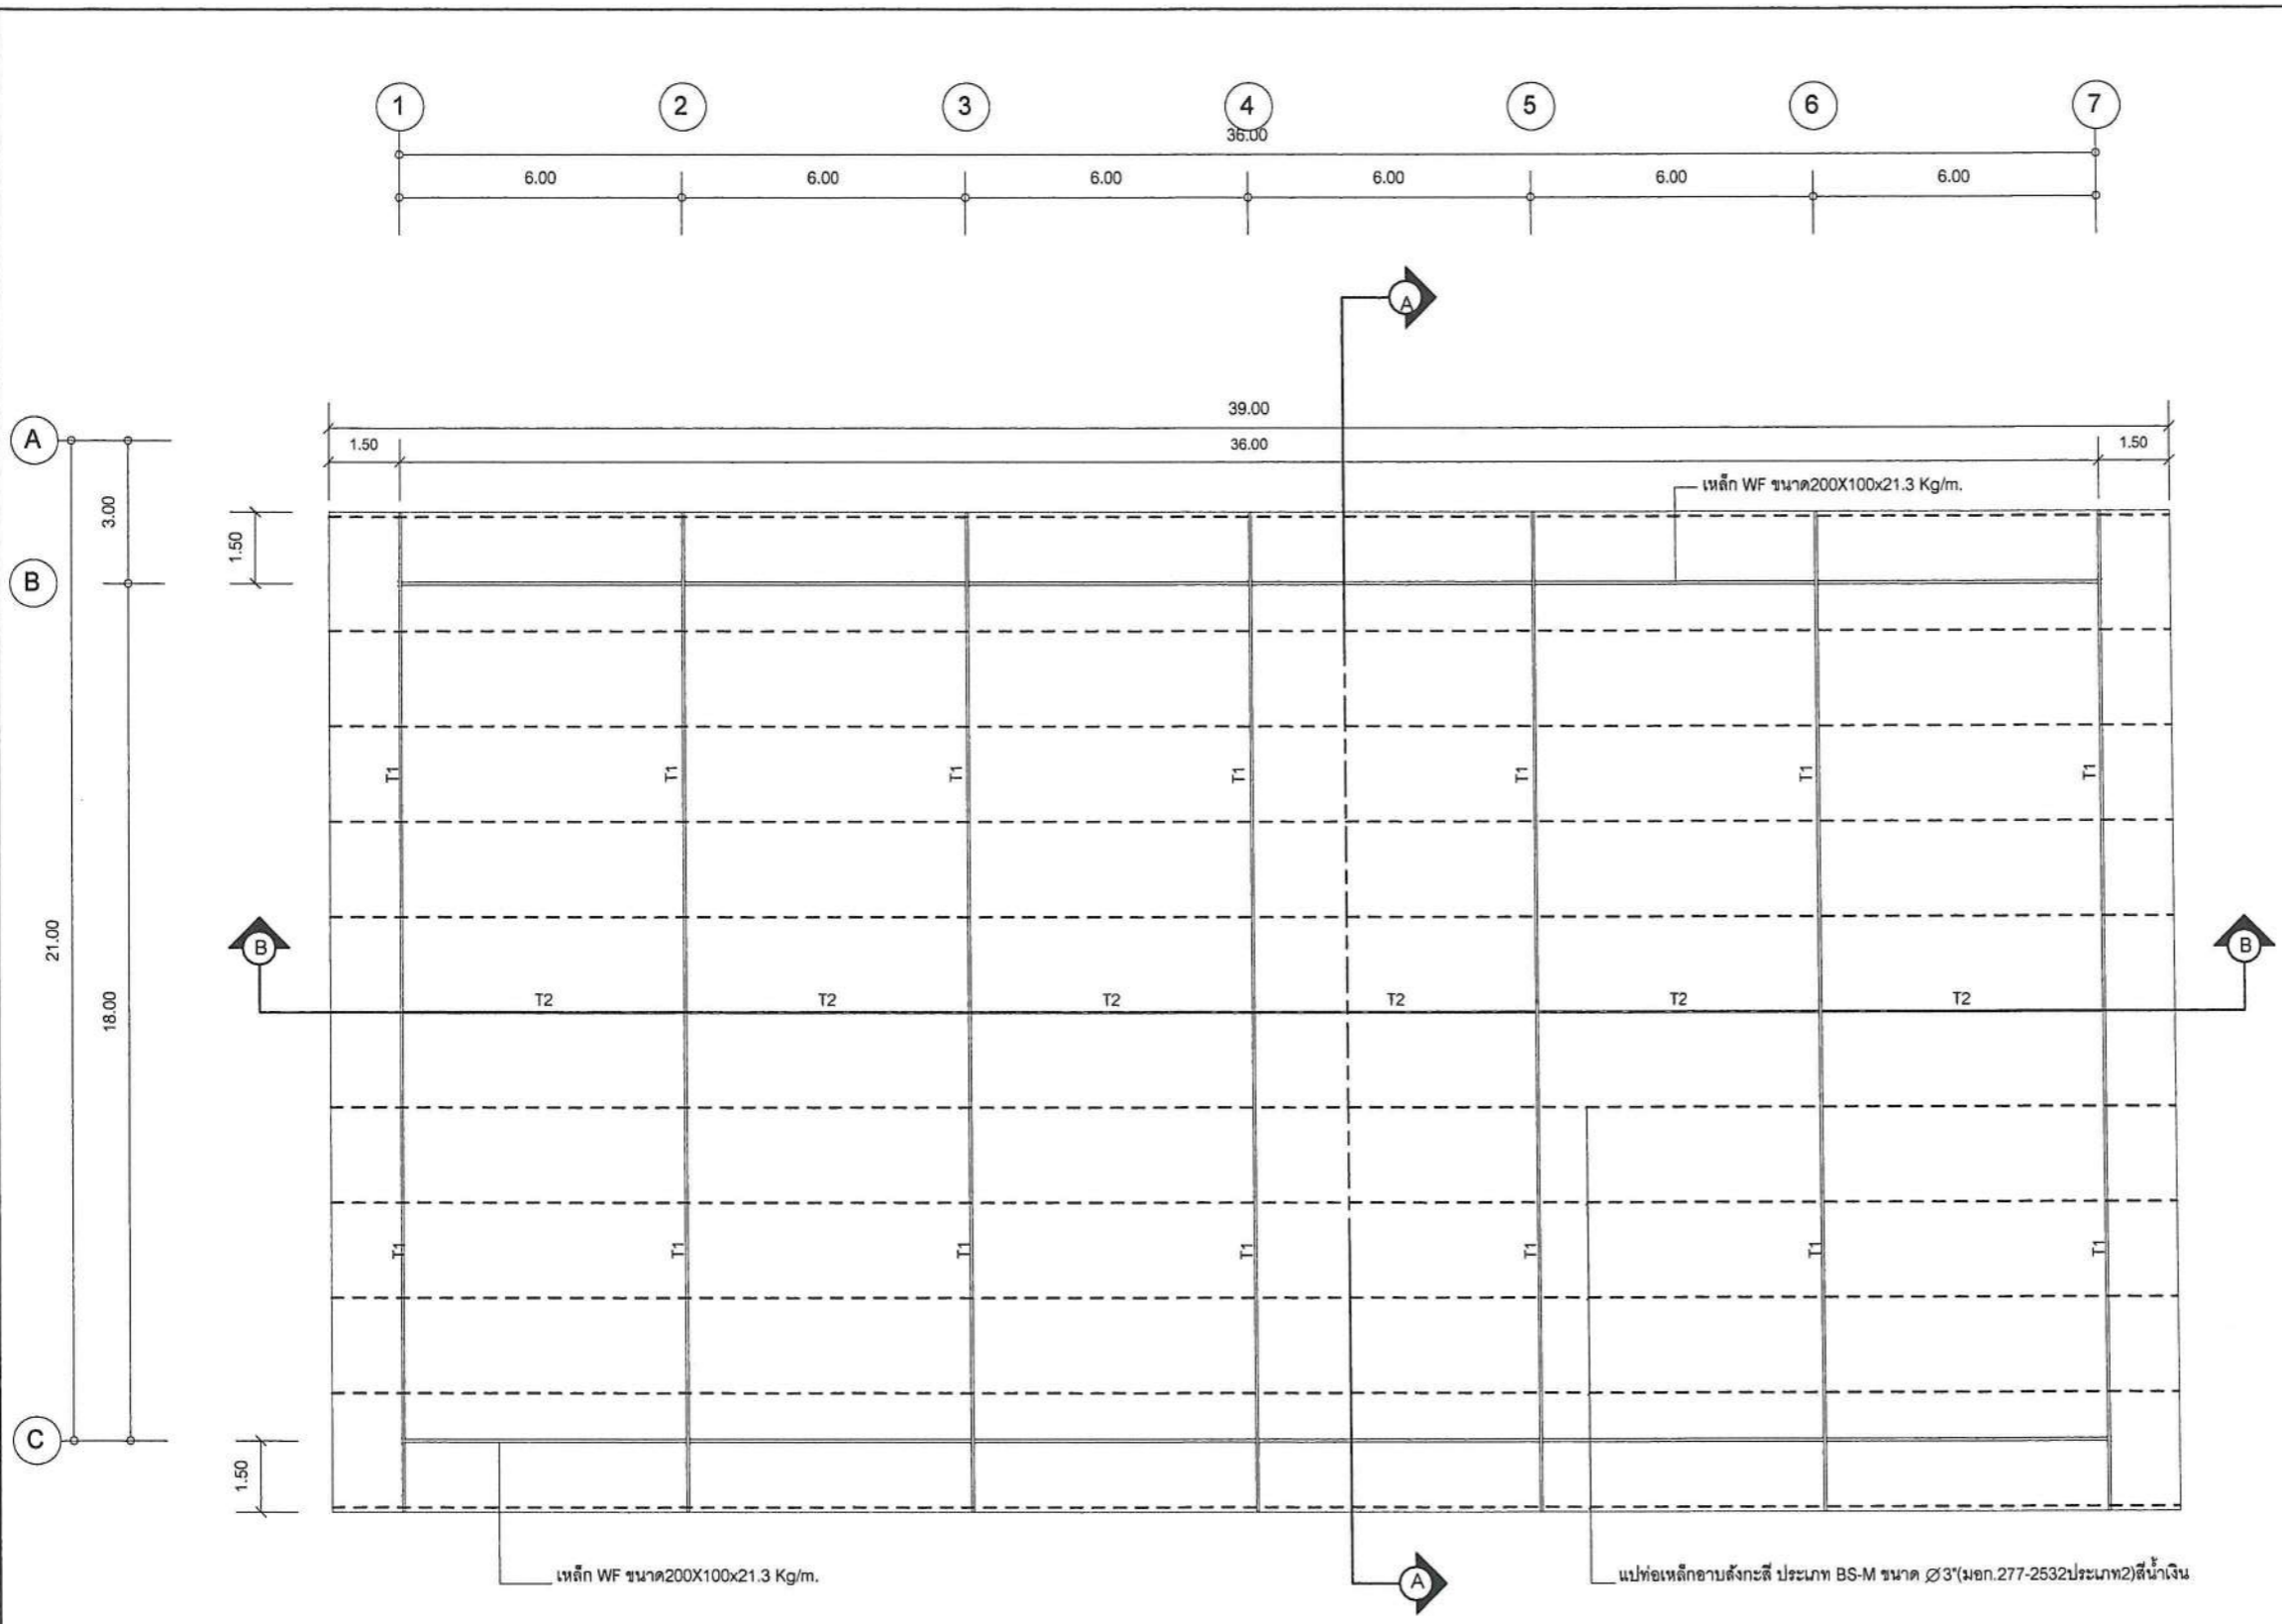 1 2 3 4 5 6 7
36.00
6.00 6.00 6.00 6.00 6.00 6.00
A
39.00
A
1.50 36.00 1.50
เหล็ก WF ขนาด200X100x21.3 Kg/m.
3.00
1.50
B
T1 T1 T1 T1 T1 T1 T1
21.00
B B
18.00
T2 T2 T2 T2 T2 T2
T1 T1 T1 T1 T1 T1 T1
C
1.50
เหล็ก WF ขนาด200X100x21.3 Kg/m.
A
แปท่อเหล็กอาบสังกะสี ประเภท BS-M ขนาด Ø3"(มอก.277-2532ประเภท2)สีน้ำเงิน